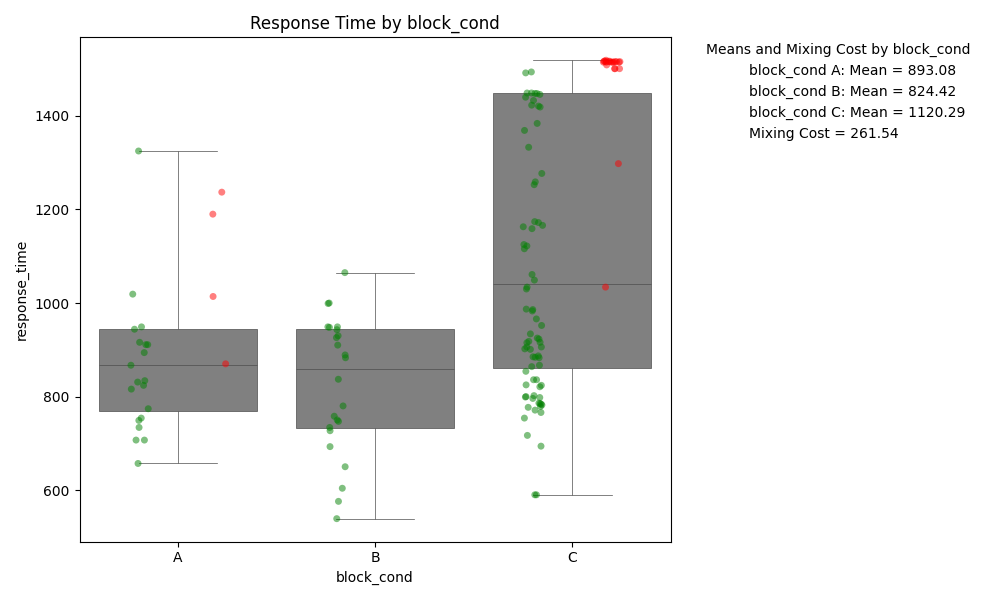 Response Time by block_cond
Means and Mixing Cost by block_cond
block_cond A: Mean = 893.08
block_cond B: Mean = 824.42
block_cond C: Mean = 1120.29
Mixing Cost = 261.54
response_time
1400
1200
1000
800
600
A
B
C
block_cond